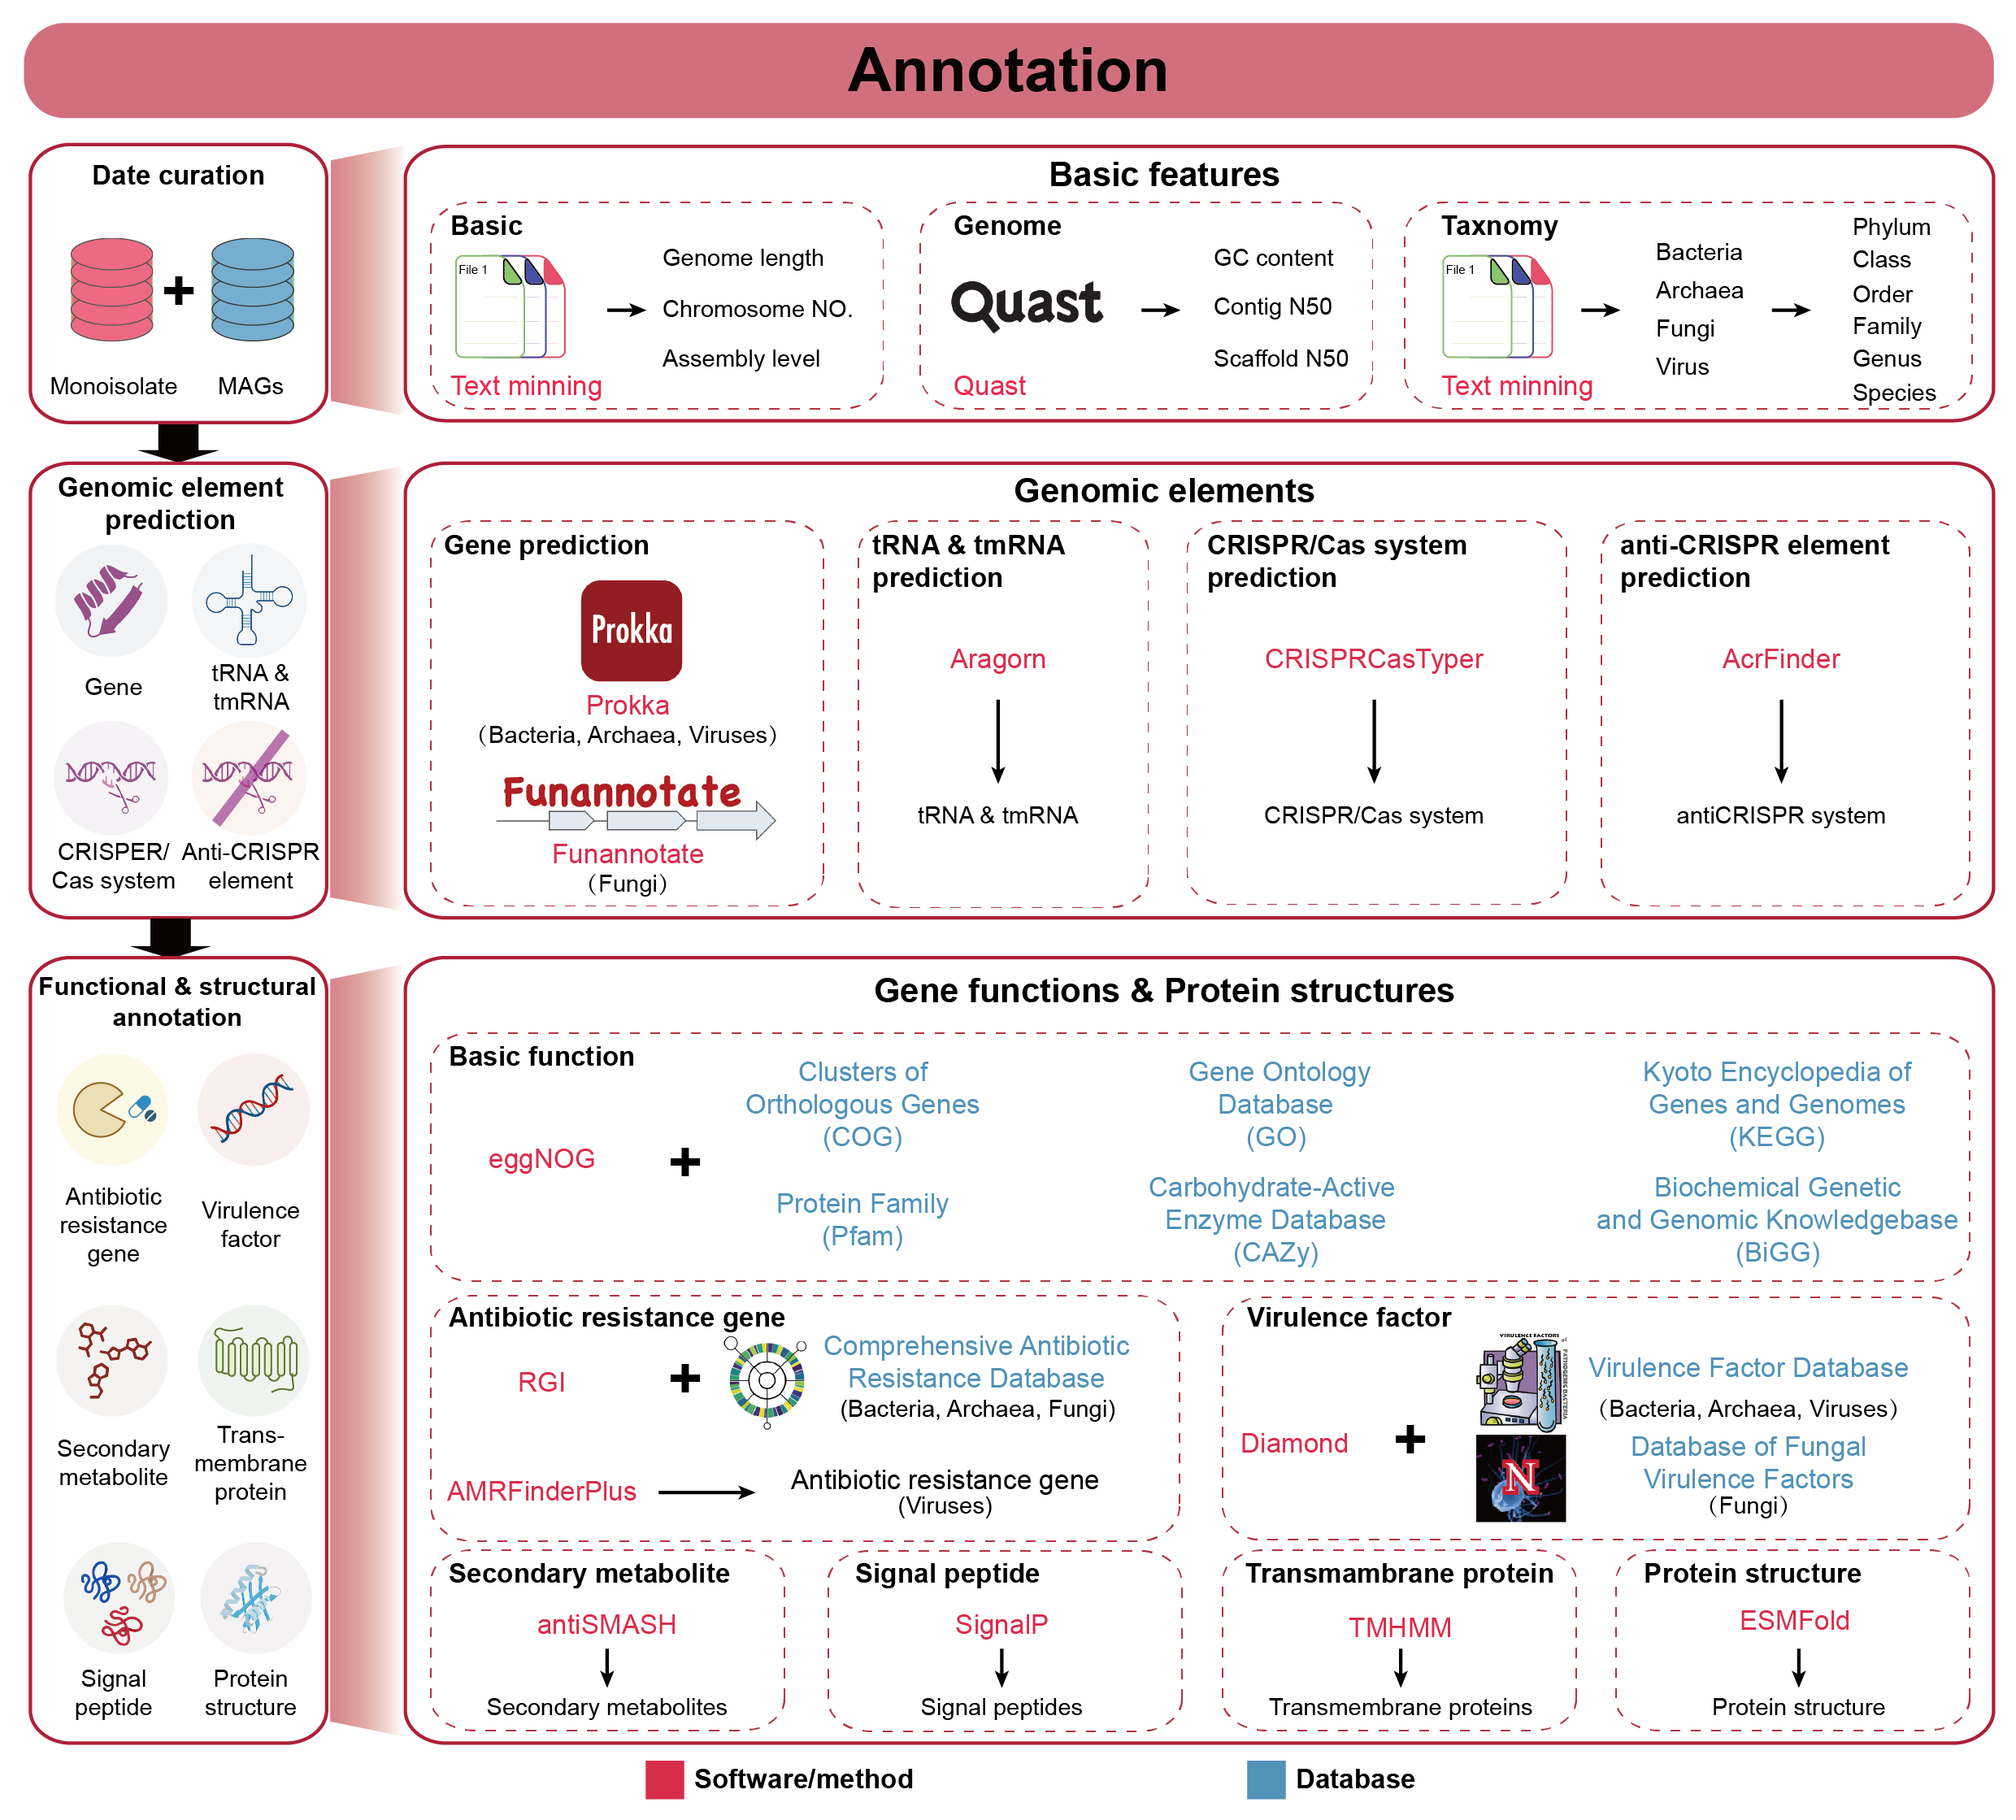 Annotation
Date curation
Monoisolate
MAGs
Basic features
Basic
File 1
Text minning
Genome length
Chromosome NO.
Assembly level
Genome
Quast
Quast
GC content
Contig N50
Scaffold N50
Taxnomy
File 1
Text minning
Bacteria
Archaea
Fungi
Virus
Phylum
Class
Order
Family
Genus
Species
Genomic element
prediction
Gene
tRNA &
tmRNA
CRISPER/
Cas system
Anti-CRISPR
element
Genomic elements
Gene prediction
Prokka
Prokka
(Bacteria, Archaea, Viruses)
Funannotate
Funannotate
(Fungi)
tRNA & tmRNA
prediction
Aragorn
tRNA & tmRNA
CRISPR/Cas system
prediction
CRISPRCasTyper
CRISPR/Cas system
anti-CRISPR element
prediction
AcrFinder
antiCRISPR system
Functional & structural
annotation
Antibiotic
resistance
gene
Virulence
factor
Secondary
metabolite
Trans-
membrane
protein
Signal
peptide
Protein
structure
Gene functions & Protein structures
Basic function
eggNOG
Clusters of
Orthologous Genes
(COG)
Gene Ontology
Database
(GO)
Kyoto Encyclopedia of
Genes and Genomes
(KEGG)
Protein Family
(Pfam)
Carbohydrate-Active
Enzyme Database
(CAZy)
Biochemical Genetic
and Genomic Knowledgebase
(BiGG)
Antibiotic resistance gene
RGI
Comprehensive Antibiotic
Resistance Database
(Bacteria, Archaea, Fungi)
AMRFinderPlus
Antibiotic resistance gene
(Viruses)
Virulence factor
Diamond
VIRULENCE FACTORS
of
PATHOGENIC BACTERIA
Virulence Factor Database
(Bacteria, Archaea, Viruses)
N
Database of Fungal
Virulence Factors
(Fungi)
Secondary metabolite
antiSMASH
Secondary metabolites
Signal peptide
SignalP
Signal peptides
Transmambrane protein
TMHMM
Transmembrane proteins
Protein structure
ESMFold
Protein structure
Software/method
Database